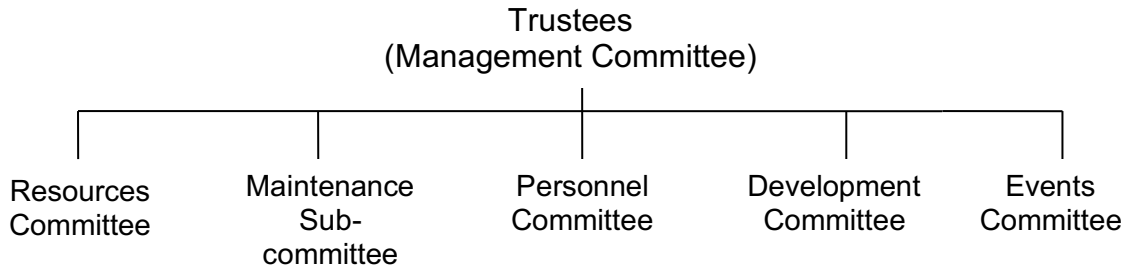 Trustees
(Management Committee)
Resources
Committee
Maintenance
Sub-
committee
Personnel
Committee
Development
Committee
Events
Committee